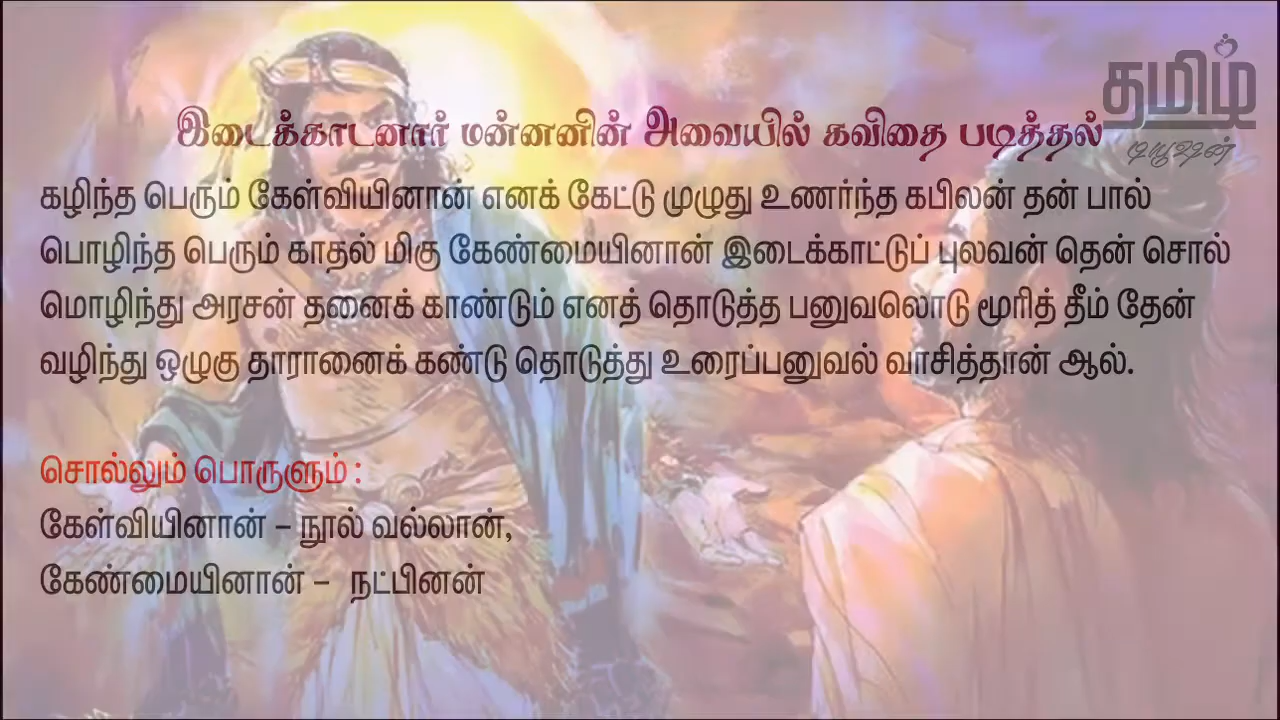 தமிழ்
டியூஷன்
இடைக்காடனார் மன்னனின் அவையில் கவிதை படித்தல்
கழிந்த பெரும் கேள்வியினான் எனக் கேட்டு முழுது உணர்ந்த கபிலன் தன் பால்
பொழிந்த பெரும் காதல் மிகு கேண்மையினான் இடைக்காட்டுப் புலவன் தென் சொல்
மொழிந்து அரசன் தனைக் காண்டும் எனத் தொடுத்த பனுவலொடு மூரித் தீம் தேன்
வழிந்து ஒழுகு தாரானைக் கண்டு தொடுத்து உரைப்பனுவல் வாசித்தான் ஆல்.
சொல்லும் பொருளும் :
கேள்வியினான் – நூல் வல்லான்,
கேண்மையினான் – நட்பினன்